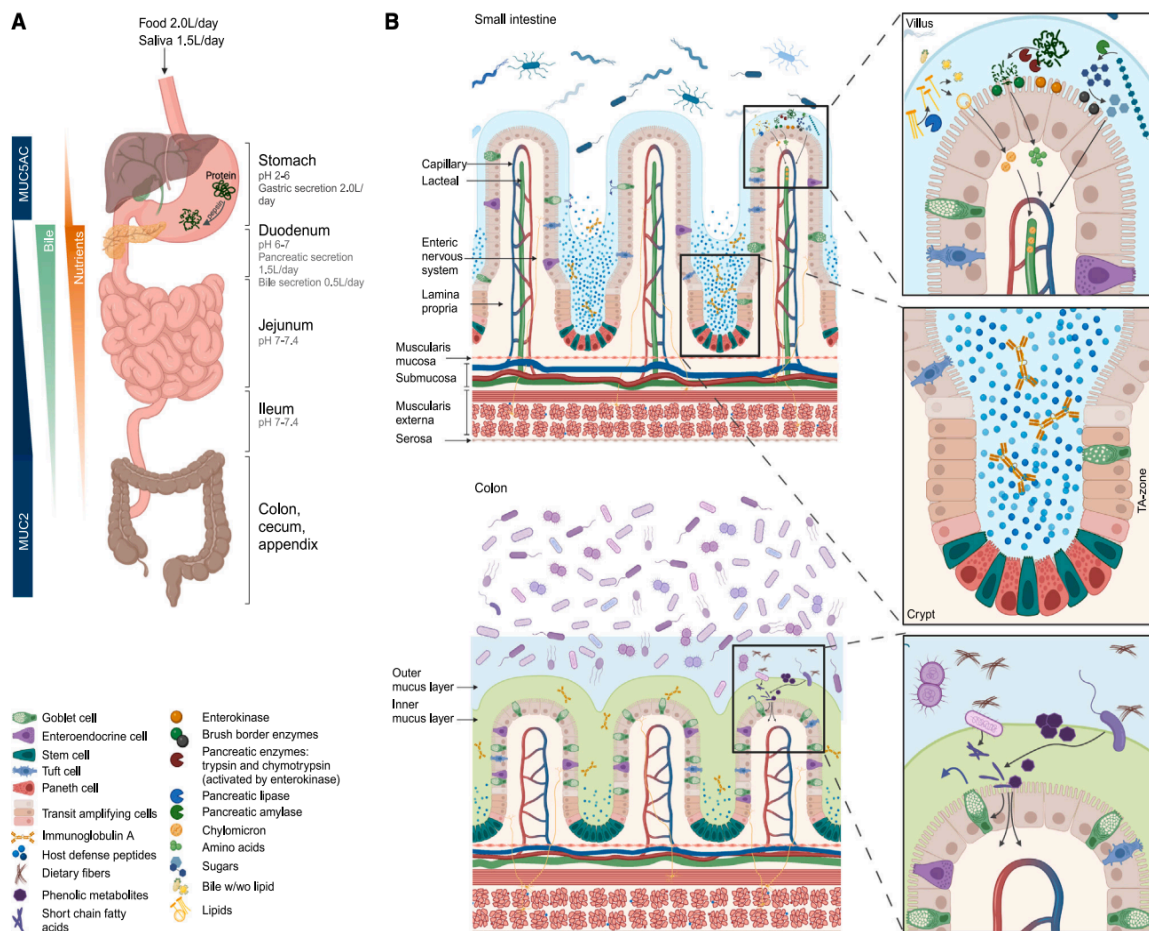 A
Food 2.0L/day
Saliva 1.5L/day
MUC5AC
MUC2
Bile
Nutrients
Protein
pepsin
Stomach
pH 2-6
Gastric secretion 2.0L/
day
Duodenum
pH 6-7
Pancreatic secretion
1.5L/day
Bile secretion 0.5L/day
Jejunum
pH 7-7.4
Ileum
pH 7-7.4
Colon,
cecum,
appendix
B
Small intestine
Capillary
Lacteal
Enteric
nervous
system
Lamina
propria
Muscularis
mucosa
Submucosa
Muscularis
externa
Serosa
Villus
TA-zone
Crypt
Colon
Outer
mucus layer
Inner
mucus layer
Goblet cell
Enteroendocrine cell
Stem cell
Tuft cell
Paneth cell
Transit amplifying cells
Immunoglobulin A
Host defense peptides
Dietary fibers
Phenolic metabolites
Short chain fatty
acids
Enterokinase
Brush border enzymes
Pancreatic enzymes:
trypsin and chymotrypsin
(activated by enterokinase)
Pancreatic lipase
Pancreatic amylase
Chylomicron
Amino acids
Sugars
Bile w/wo lipid
Lipids